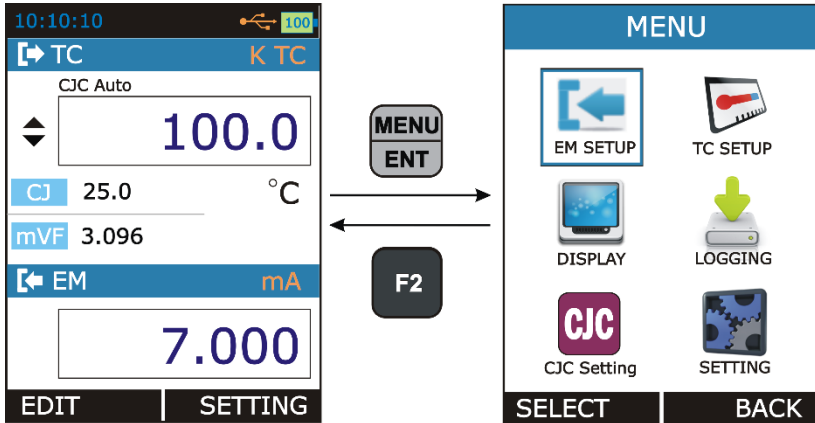 10:10:10 100
TC K TC
CJC Auto
100.0
CJ 25.0 °C
mVF 3.096
EM mA
7.000
EDIT SETTING
MENU
ENT
F2
MENU
EM SETUP TC SETUP
DISPLAY LOGGING
CJC
CJC Setting SETTING
SELECT BACK